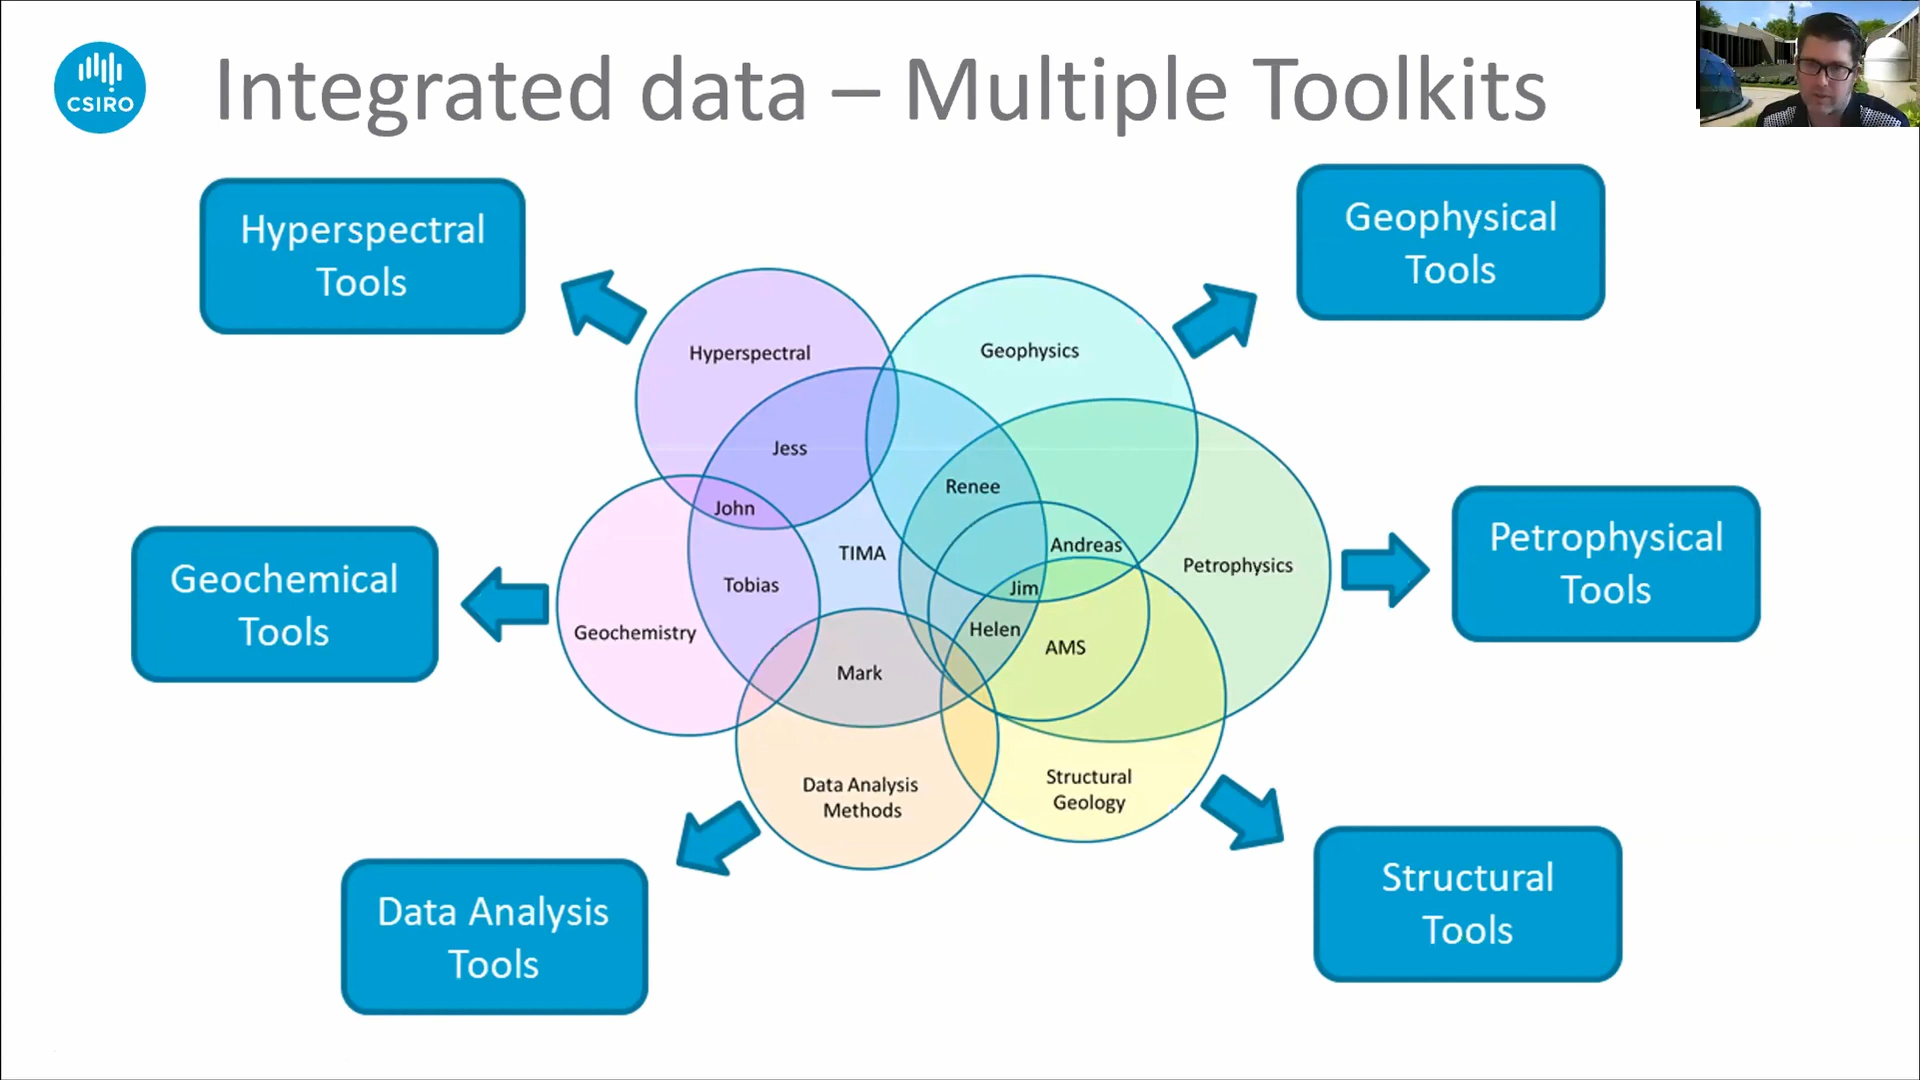 CSIRO
Integrated data – Multiple Toolkits
Hyperspectral
Tools
Geophysical
Tools
Hyperspectral
Geophysics
Jess
Renee
John
Andreas
TIMA
Petrophysics
Petrophysical
Tools
Tobias
Jim
Geochemical
Tools
Geochemistry
Helen
AMS
Mark
Data Analysis
Methods
Structural
Geology
Data Analysis
Tools
Structural
Tools